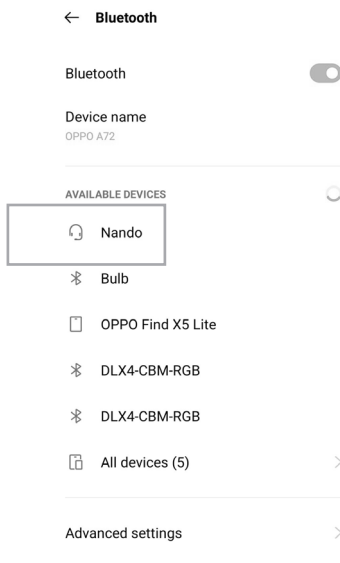 Bluetooth
Bluetooth
Device name
OPPO A72
AVAILABLE DEVICES
Nando
Bulb
OPPO Find X5 Lite
DLX4-CBM-RGB
DLX4-CBM-RGB
All devices (5)
Advanced settings